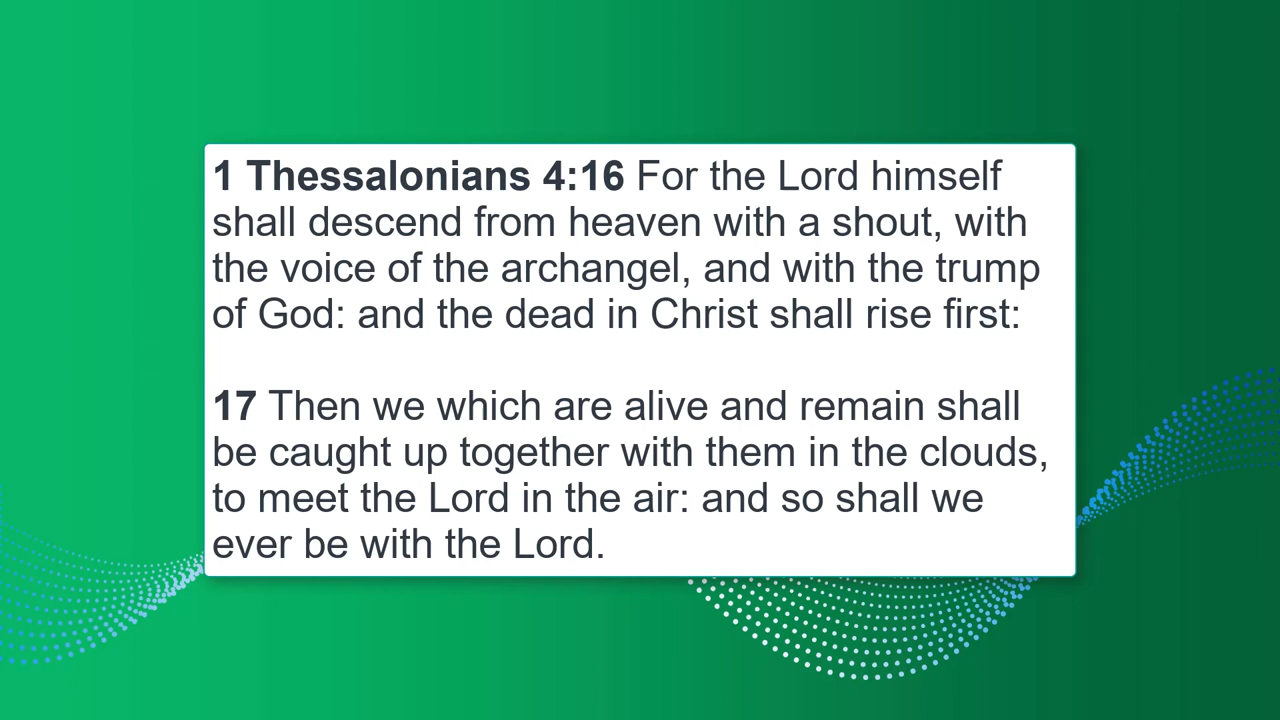 1 Thessalonians 4:16 For the Lord himself
shall descend from heaven with a shout, with
the voice of the archangel, and with the trump
of God: and the dead in Christ shall rise first:
17 Then we which are alive and remain shall
be caught up together with them in the clouds,
to meet the Lord in the air: and so shall we
ever be with the Lord.